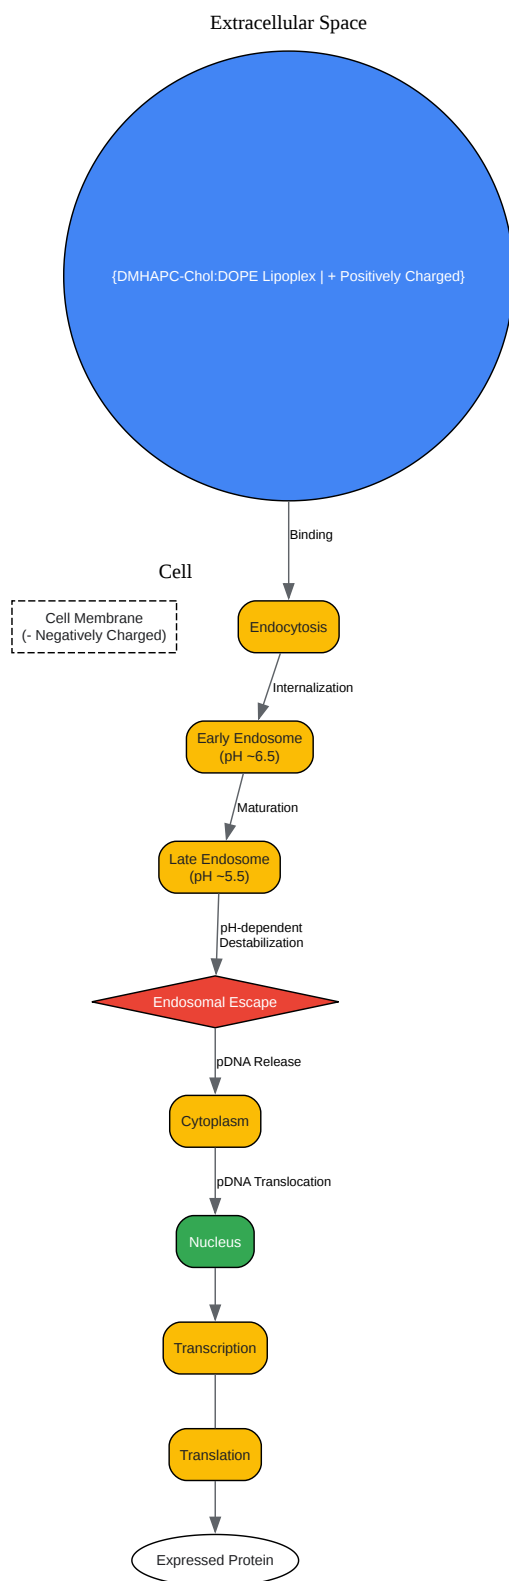 Extracellular Space
{DMHAPC-Chol:DOPE Lipoplex | + Positively Charged}
Binding
Cell
Cell Membrane
(- Negatively Charged)
Endocytosis
Internalization
Early Endosome
(pH ~6.5)
Maturation
Late Endosome
(pH ~5.5)
pH-dependent
Destabilization
Endosomal Escape
pDNA Release
Cytoplasm
pDNA Translocation
Nucleus
Transcription
Translation
Expressed Protein